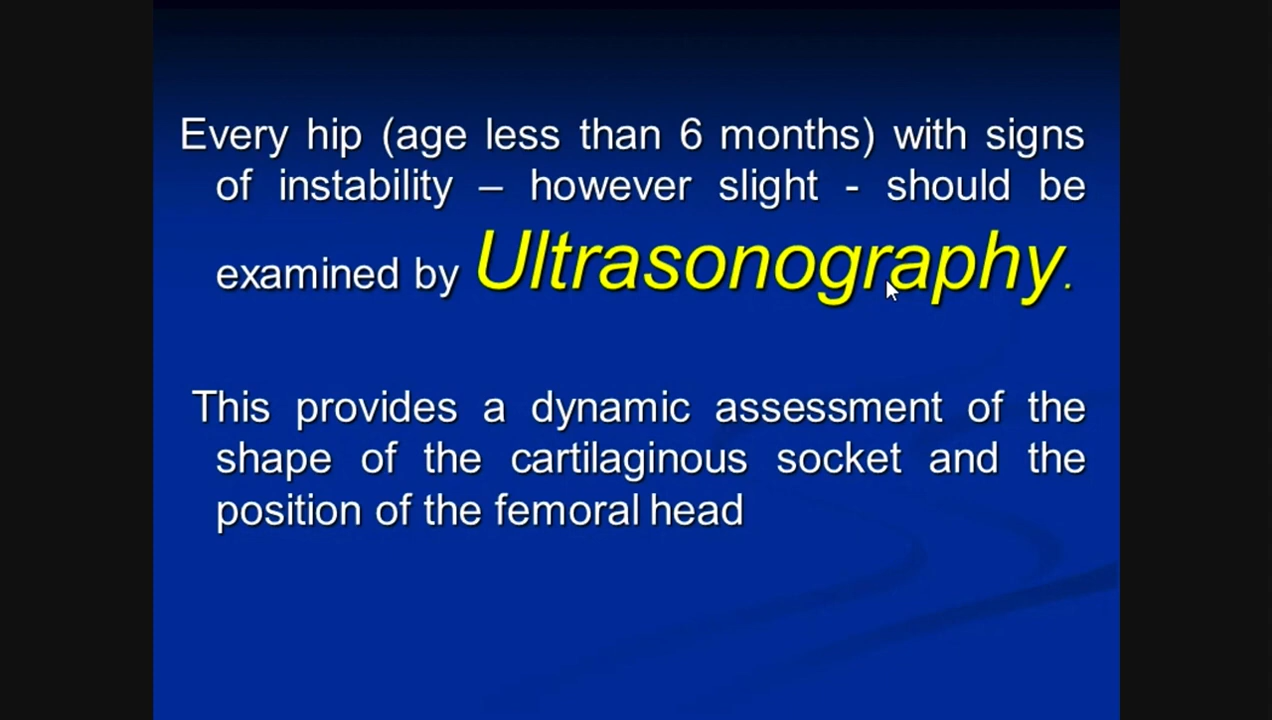 Every hip (age less than 6 months) with signs
of instability – however slight - should be
examined by Ultrasonography.
This provides a dynamic assessment of the
shape of the cartilaginous socket and the
position of the femoral head